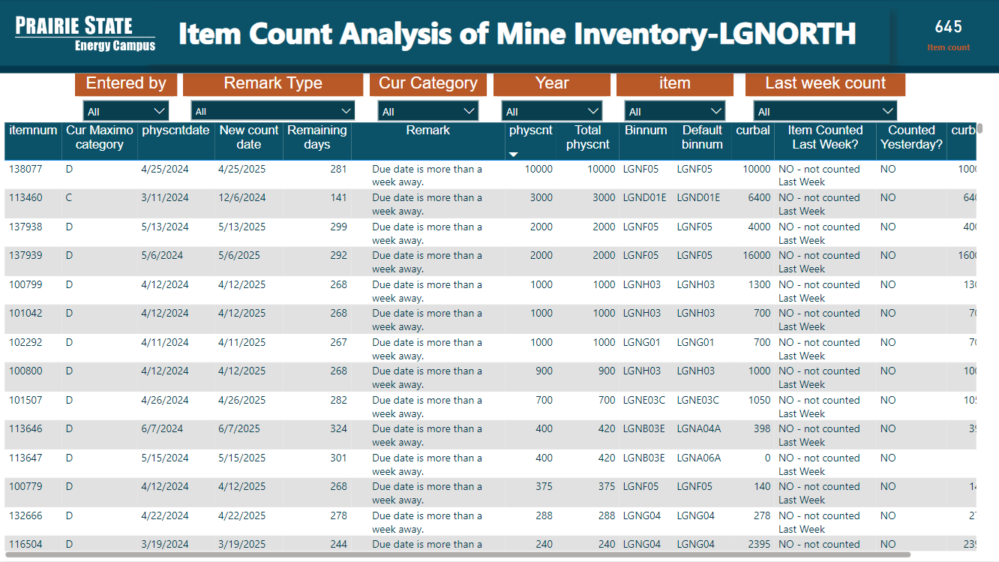 PRAIRIE STATE
Energy Campus
Item Count Analysis of Mine Inventory-LGNORTH
645
Item count
Entered by Remark Type Cur Category Year item Last week count
All All All All All All
itemnum Cur Maximo category physcntdate New count date Remaining days Remark physcnt Total physcnt Binnum Default binnum curbal Item Counted Last Week? Counted Yesterday? curb
138077 D 4/25/2024 4/25/2025 281 Due date is more than a week away. 10000 10000 LGNF05 LGNF05 10000 NO - not counted Last Week NO 1000
113460 C 3/11/2024 12/6/2024 141 Due date is more than a week away. 3000 3000 LGND01E LGND01E 6400 NO - not counted Last Week NO 640
137938 D 5/13/2024 5/13/2025 299 Due date is more than a week away. 2000 2000 LGNF05 LGNF05 4000 NO - not counted Last Week NO 400
137939 D 5/6/2024 5/6/2025 292 Due date is more than a week away. 2000 2000 LGNF05 LGNF05 16000 NO - not counted Last Week NO 1600
100799 D 4/12/2024 4/12/2025 268 Due date is more than a week away. 1000 1000 LGNH03 LGNH03 1300 NO - not counted Last Week NO 130
101042 D 4/12/2024 4/12/2025 268 Due date is more than a week away. 1000 1000 LGNH03 LGNH03 700 NO - not counted Last Week NO 70
102292 D 4/11/2024 4/11/2025 267 Due date is more than a week away. 1000 1000 LGNG01 LGNG01 700 NO - not counted Last Week NO 70
100800 D 4/12/2024 4/12/2025 268 Due date is more than a week away. 900 900 LGNH03 LGNH03 1000 NO - not counted Last Week NO 100
101507 D 4/26/2024 4/26/2025 282 Due date is more than a week away. 700 700 LGNE03C LGNE03C 1050 NO - not counted Last Week NO 105
113646 D 6/7/2024 6/7/2025 324 Due date is more than a week away. 400 420 LGNB03E LGNA04A 398 NO - not counted Last Week NO 39
113647 D 5/15/2024 5/15/2025 301 Due date is more than a week away. 400 420 LGNB03E LGNA06A 0 NO - not counted Last Week NO
100779 D 4/12/2024 4/12/2025 268 Due date is more than a week away. 375 375 LGNF05 LGNF05 140 NO - not counted Last Week NO 14
132666 D 4/22/2024 4/22/2025 278 Due date is more than a week away. 288 288 LGNG04 LGNG04 278 NO - not counted Last Week NO 27
116504 D 3/19/2024 3/19/2025 244 Due date is more than a 240 240 LGNG04 LGNG04 2395 NO - not counted NO 239